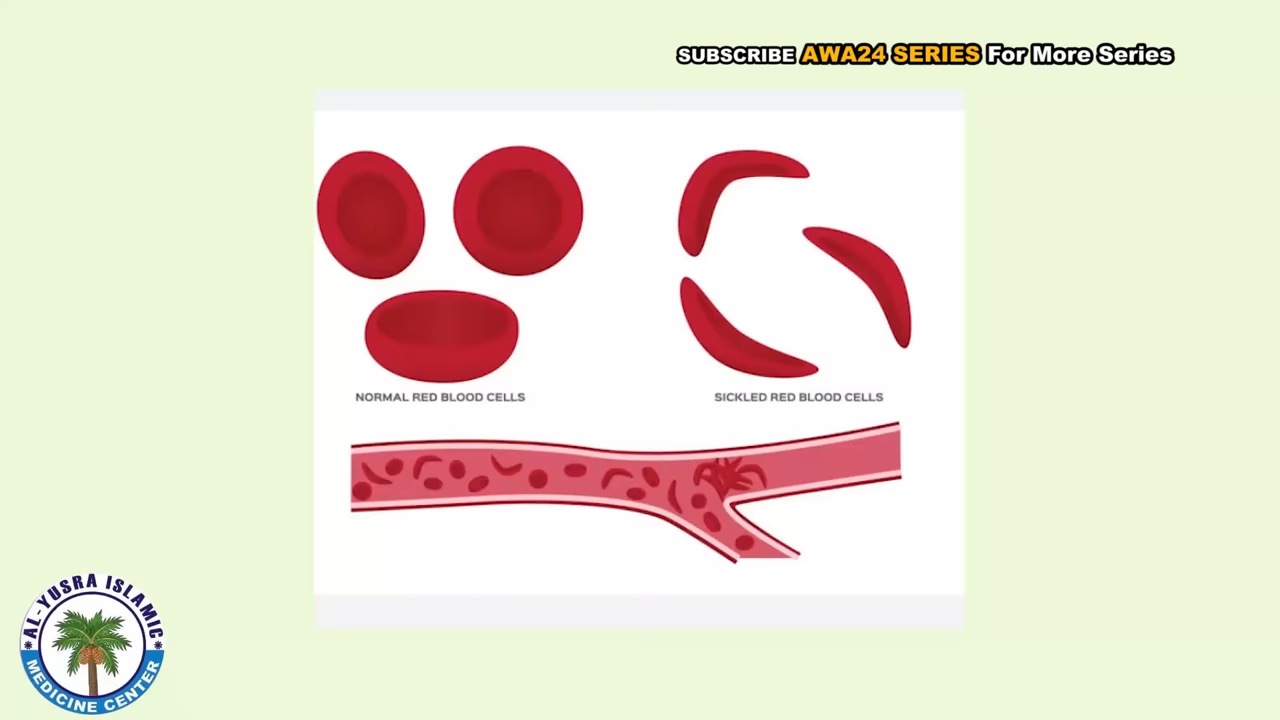 SUBSCRIBE AWA24 SERIES For More Series
NORMAL RED BLOOD CELLS
SICKLED RED BLOOD CELLS
AL-YUSRA ISLAMIC
MEDICINE CENTER